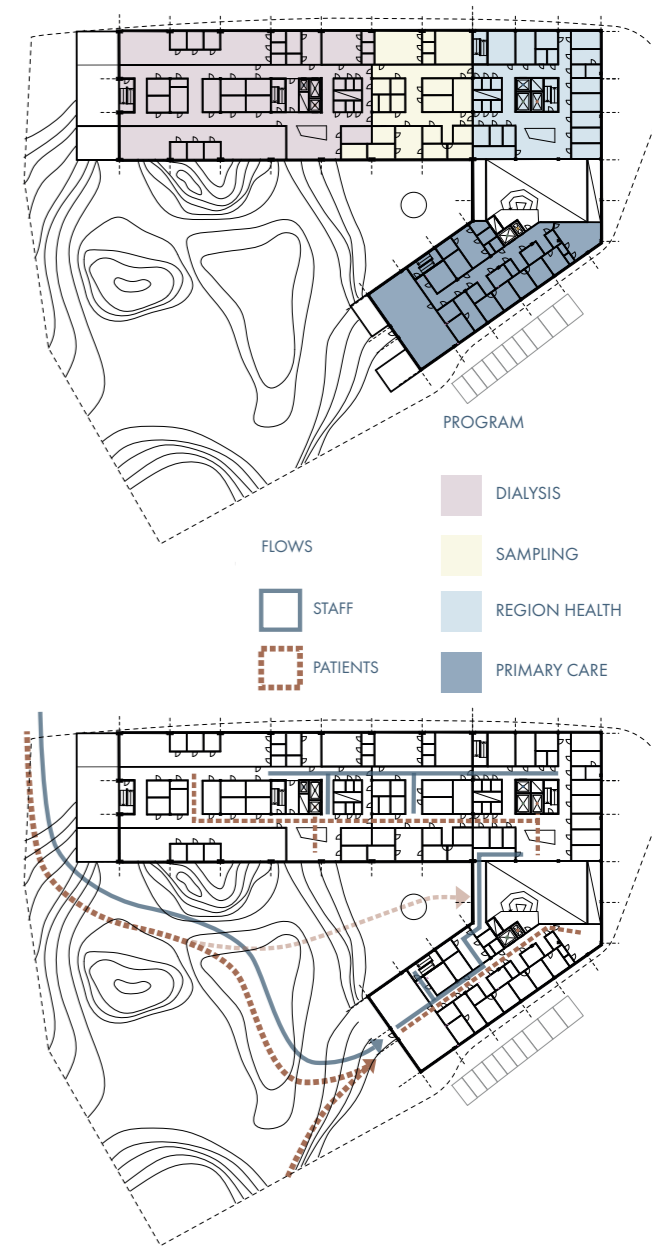 PROGRAM
DIALYSIS
FLOWS
SAMPLING
STAFF
REGION HEALTH
PATIENTS
PRIMARY CARE